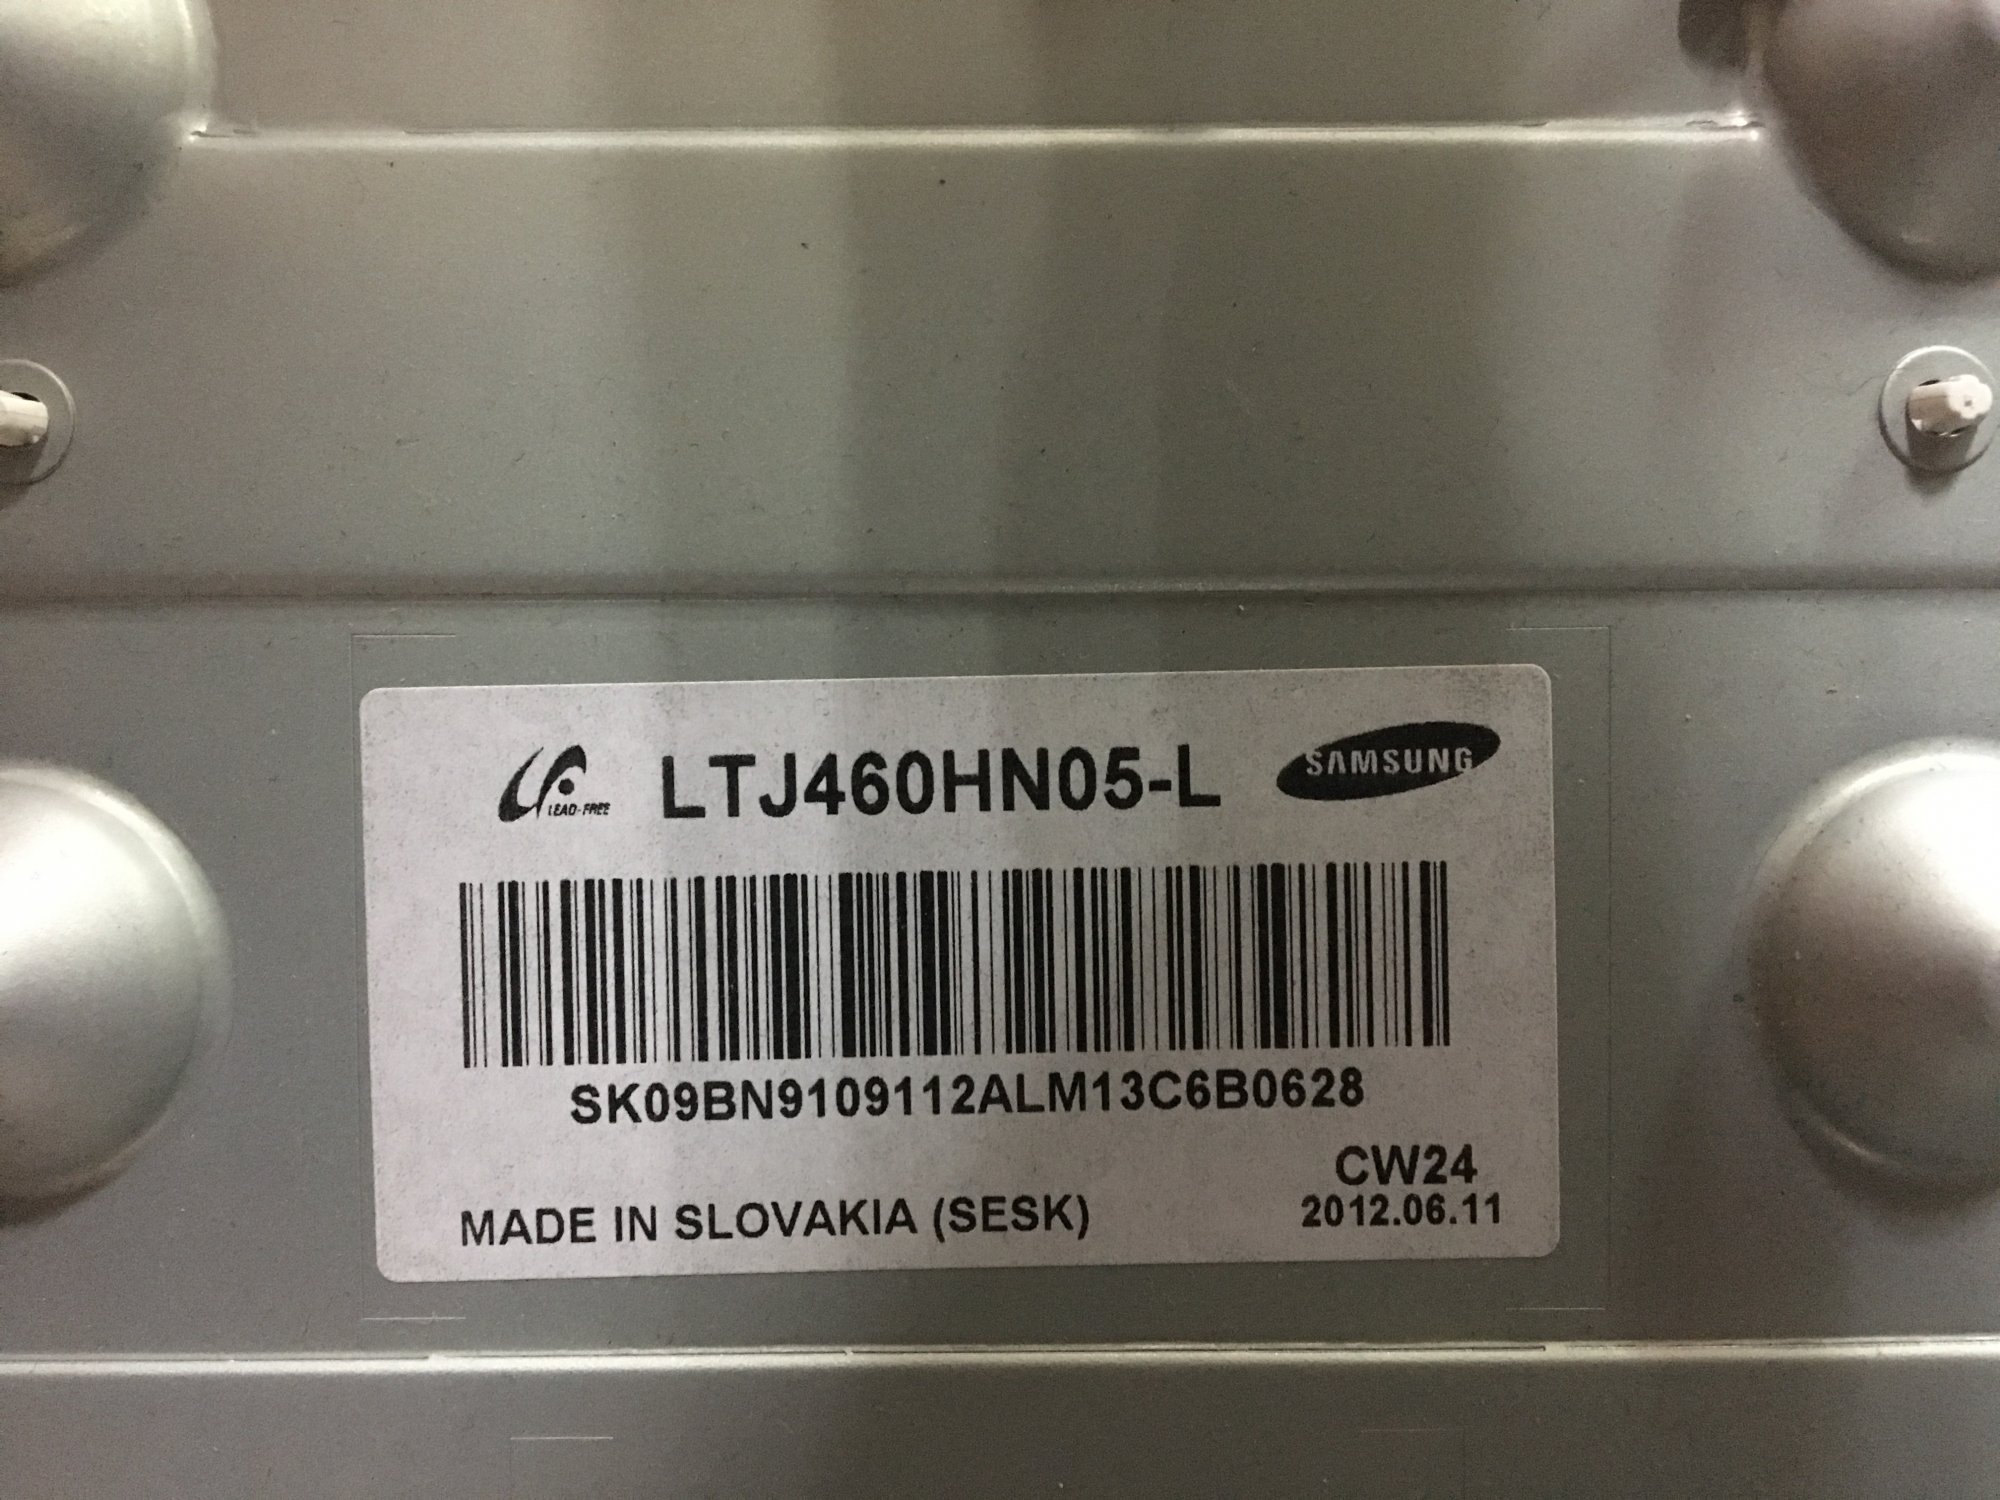 LEAD-FREE
LTJ460HN05-L
SAMSUNG
SK09BN9109112ALM13C6B0628
CW24
MADE IN SLOVAKIA (SESK)
2012.06.11